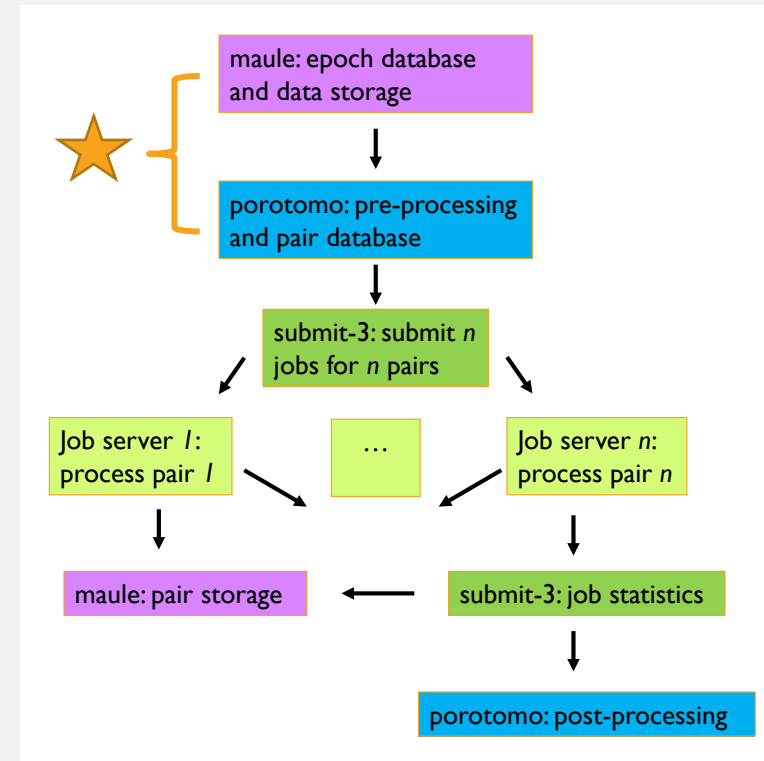 maule: epoch database
and data storage
porotomo: pre-processing
and pair database
submit-3: submit n
jobs for n pairs
Job server 1:
process pair 1
…
Job server n:
process pair n
maule: pair storage
submit-3: job statistics
porotomo: post-processing